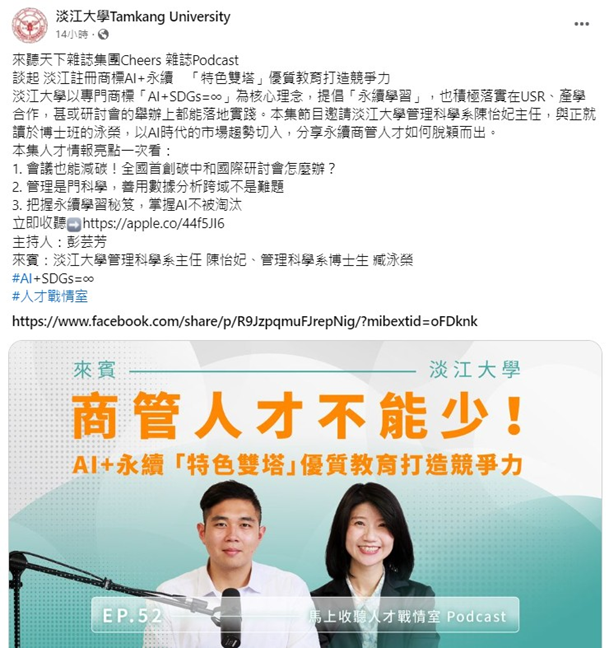 淡江大學Tamkang University
14小時 ·
來聽天下雜誌集團Cheers 雜誌Podcast
談起 淡江註冊商標AI+永續 「特色雙塔」優質教育打造競爭力
淡江大學以專門商標「AI+SDGs=∞」為核心理念，提倡「永續學習」，也積極落實在USR、產學
合作，甚或研討會的舉辦上都能落地實踐。本集節目邀請淡江大學管理科學系陳怡妃主任，與正就
讀於博士班的泳榮，以AI時代的市場趨勢切入，分享永續商管人才如何脫穎而出。
本集人才情報亮點一次看：
1. 會議也能減碳！全國首創碳中和國際研討會怎麼辦？
2. 管理是門科學，善用數據分析跨域不是難題
3. 把握永續學習秘笈，掌握AI不被淘汰
立即收聽➡️https://apple.co/44f5JI6
主持人：彭芸芳
來賓：淡江大學管理科學系主任 陳怡妃、管理科學系博士生 臧泳榮
#AI+SDGs=∞
#人才戰情室
https://www.facebook.com/share/p/R9JzpqmuFJrepNig/?mibextid=oFDknk
來賓 淡江大學
商管人才不能少！
AI+永續「特色雙塔」優質教育打造競爭力
EP.52 馬上收聽人才戰情室 Podcast